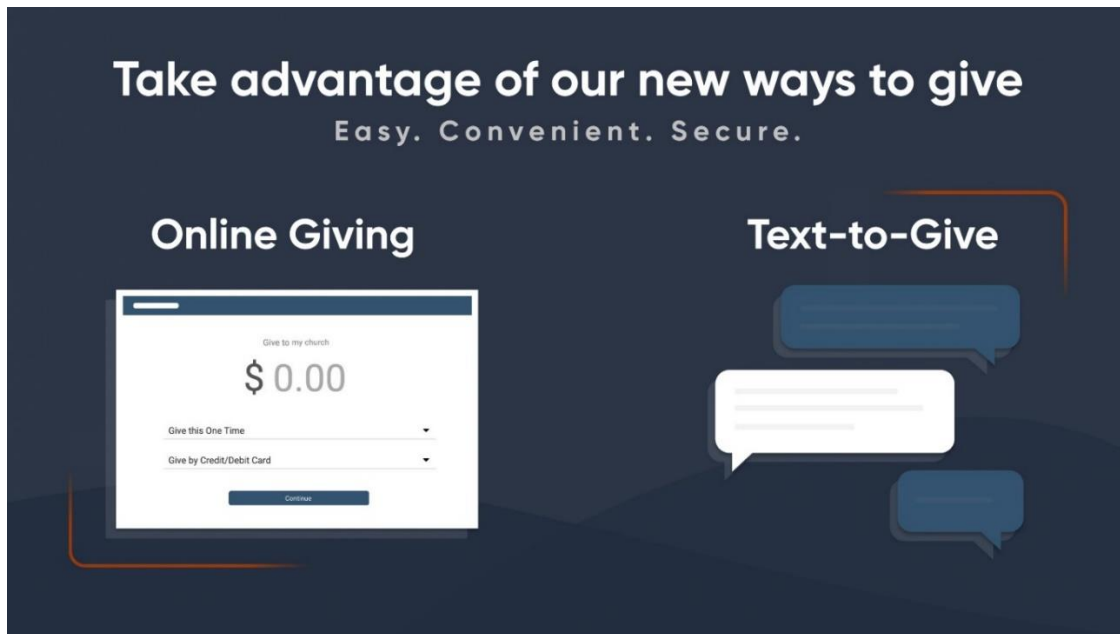 Take advantage of our new ways to give
Easy. Convenient. Secure.
Online Giving
Give to my church
$ 0.00
Give this One Time
Give by Credit/Debit Card
Continue
Text-to-Give